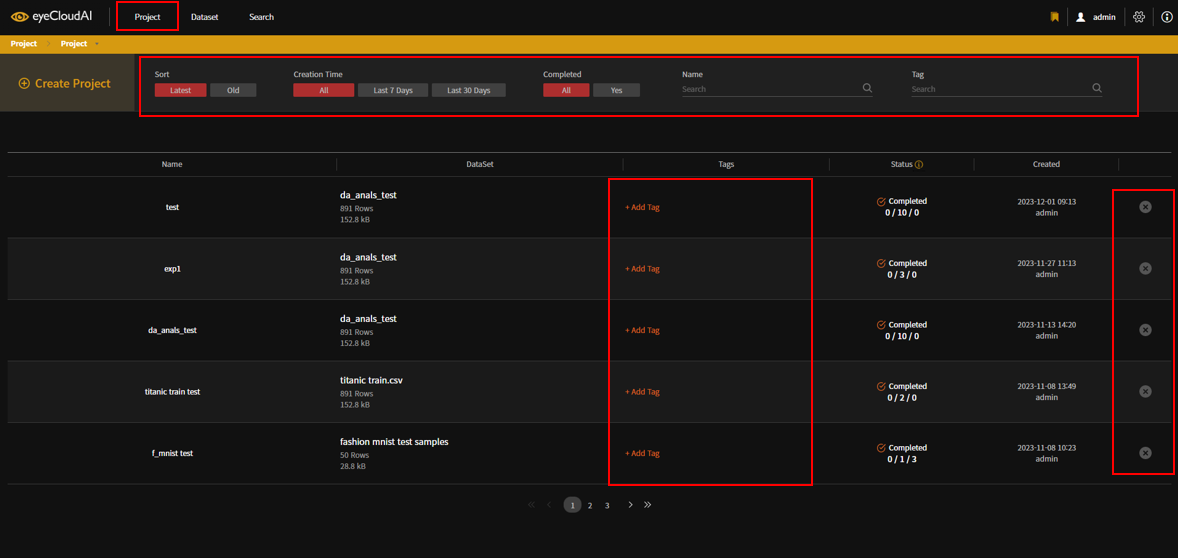 eyeCloudAI Project Dataset Search admin
Project Project
Create Project
Sort Creation Time Completed Name Tag
Latest Old All Last 7 Days Last 30 Days All Yes Search Search
Name DataSet Tags Status Created
test da_anals_test + Add Tag Completed 2023-12-01 09:13
891 Rows 0 / 10 / 0 admin
152.8 kB
exp1 da_anals_test + Add Tag Completed 2023-11-27 11:13
891 Rows 0 / 3 / 0 admin
152.8 kB
da_anals_test da_anals_test + Add Tag Completed 2023-11-13 14:20
891 Rows 0 / 10 / 0 admin
152.8 kB
titanic train test titanic train.csv + Add Tag Completed 2023-11-08 13:49
891 Rows 0 / 2 / 0 admin
152.8 kB
f_mnist test fashion mnist test samples + Add Tag Completed 2023-11-08 10:23
50 Rows 0 / 1 / 3 admin
28.8 kB
« ‹ 1 2 3 › »